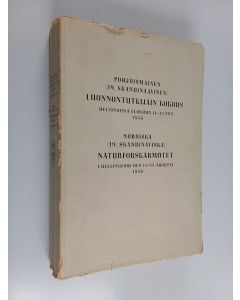 POHJOISMAINEN
(19. SKANDINAAVINEN)
LUONNONTUTKIJAIN KOKOUS
HELSINGISSÄ ELOKUUN 11–15 PNÄ
1936
NORDISKA
(19. SKANDINAVISKA)
NATURFORSKARMÖTET
I HELSINGFORS DEN 11–15 AUGUSTI
1936